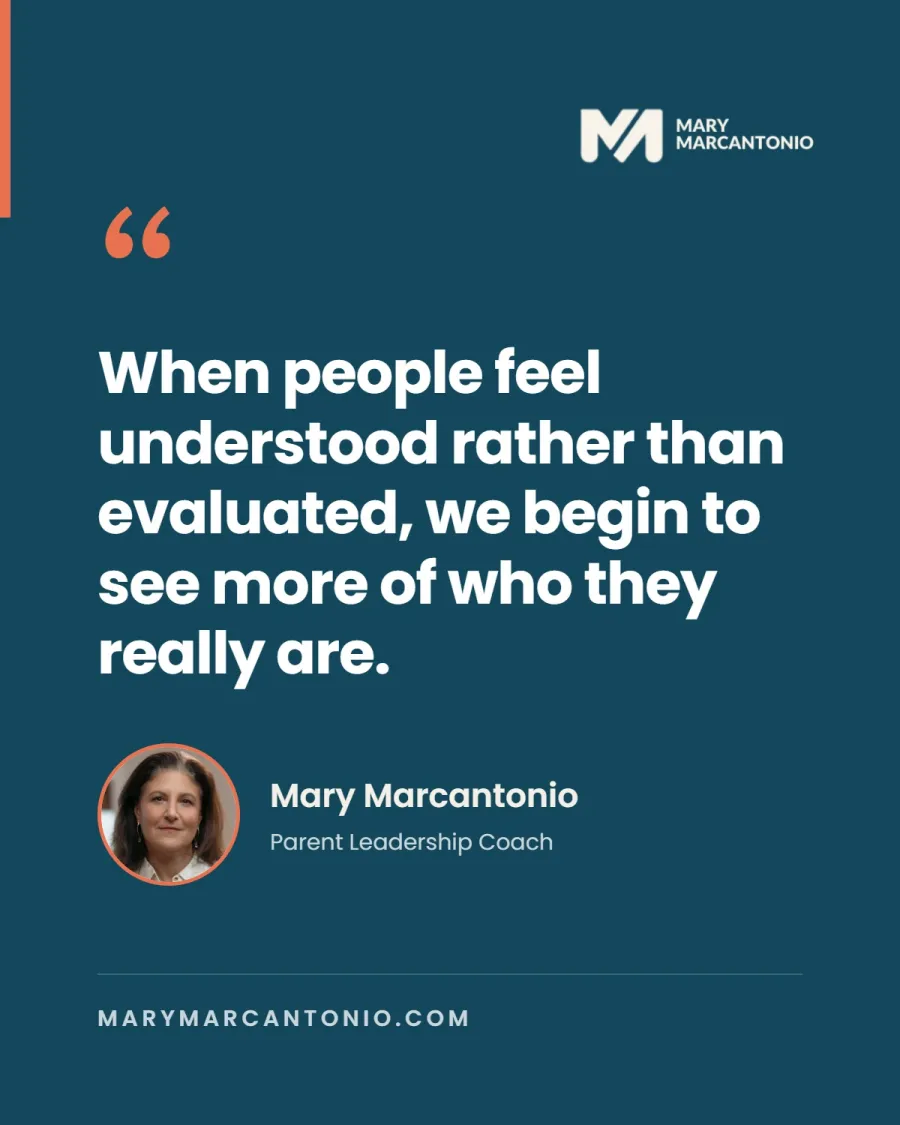 MARY
MARCANTONIO
“
When people feel
understood rather than
evaluated, we begin to
see more of who they
really are.
Mary Marcantonio
Parent Leadership Coach
MARYMARCANTONIO.COM